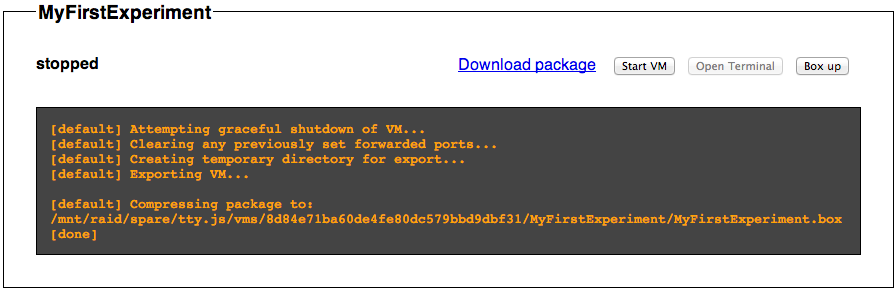 MyFirstExperiment
stopped
Download package
Start VM
Open Terminal
Box up
[default] Attempting graceful shutdown of VM...
[default] Clearing any previously set forwarded ports...
[default] Creating temporary directory for export...
[default] Exporting VM...
[default] Compressing package to:
/mnt/raid/spare/tty.js/vms/8d84e71ba60de4fe80dc579bbd9dbf31/MyFirstExperiment/MyFirstExperiment.box
[done]